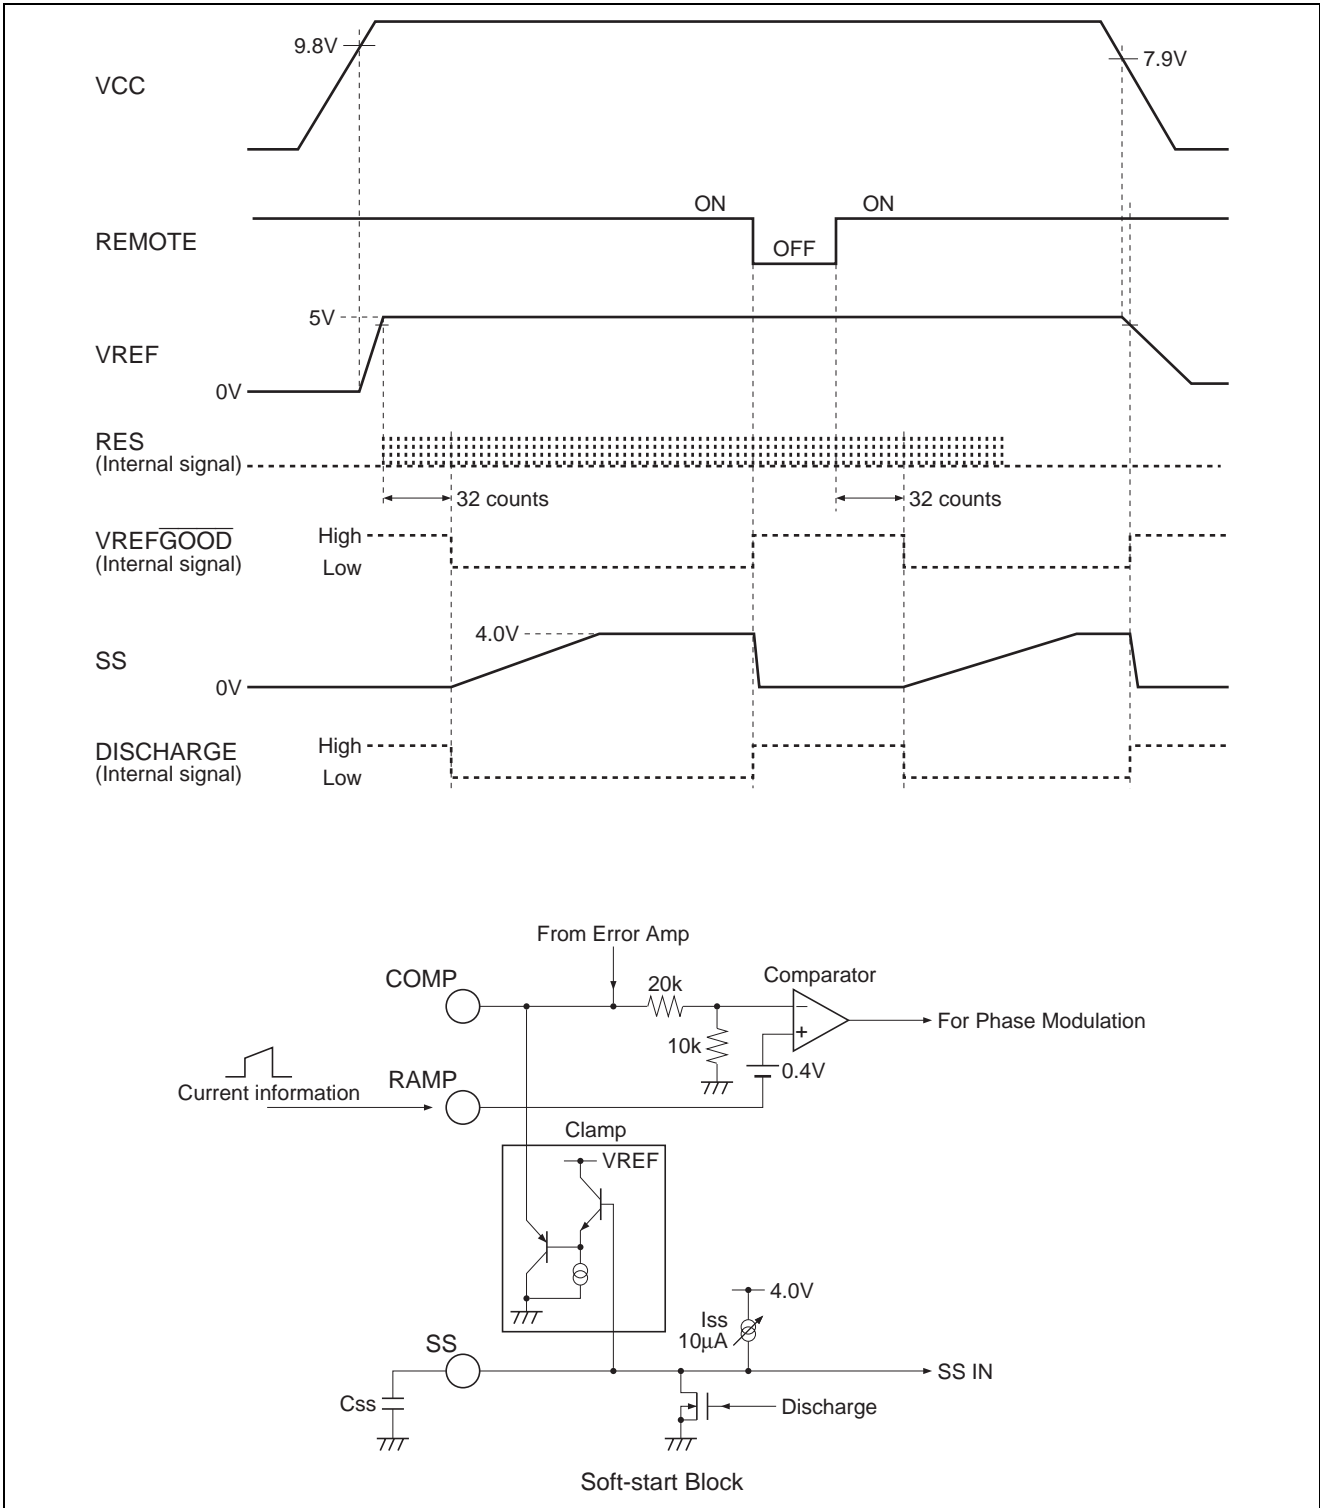 9.8V
7.9V
VCC
ON
ON
OFF
REMOTE
5V
VREF
0V
RES
(Internal signal)
32 counts
32 counts
VREFGOOD
(Internal signal)
High
Low
4.0V
SS
0V
DISCHARGE
(Internal signal)
High
Low
From Error Amp
COMP
20k
Comparator
−
+
For Phase Modulation
10k
0.4V
RAMP
Current information
Clamp
VREF
4.0V
Iss
10μA
SS
SS IN
Css
Discharge
Soft-start Block